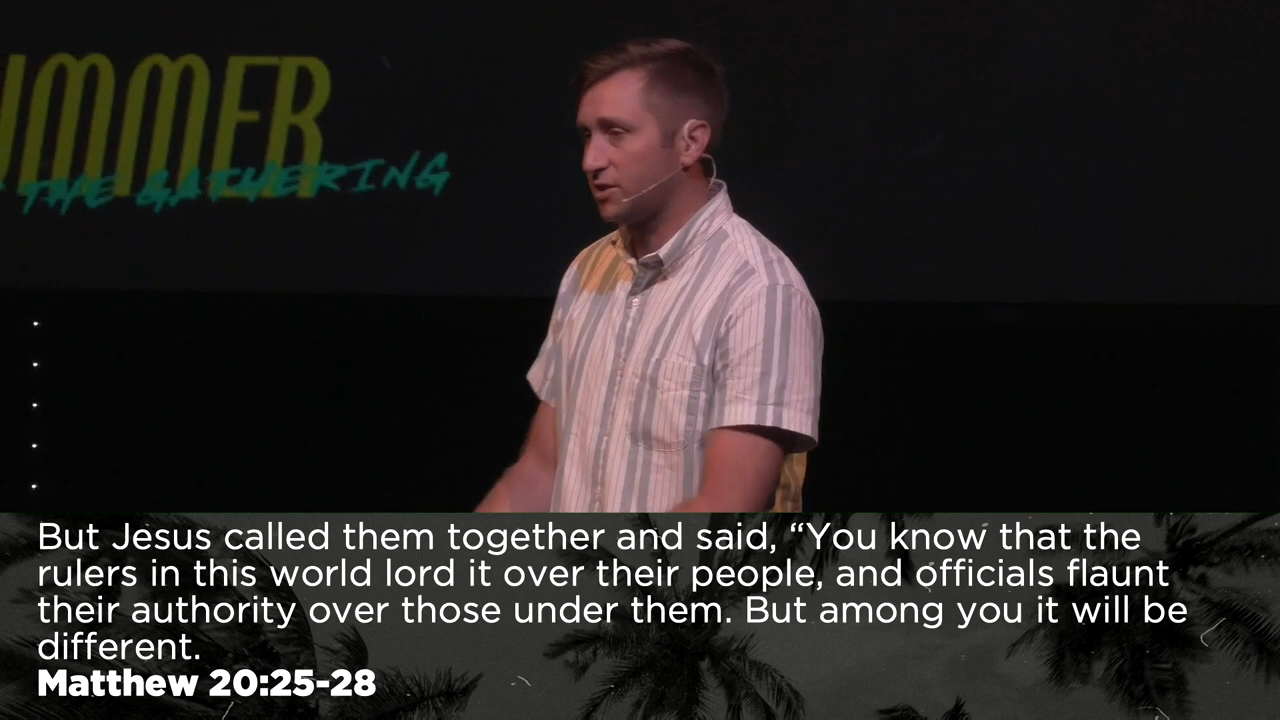 UMMER
THE GATHERING
But Jesus called them together and said, “You know that the
rulers in this world lord it over their people, and officials flaunt
their authority over those under them. But among you it will be
different.
Matthew 20:25-28